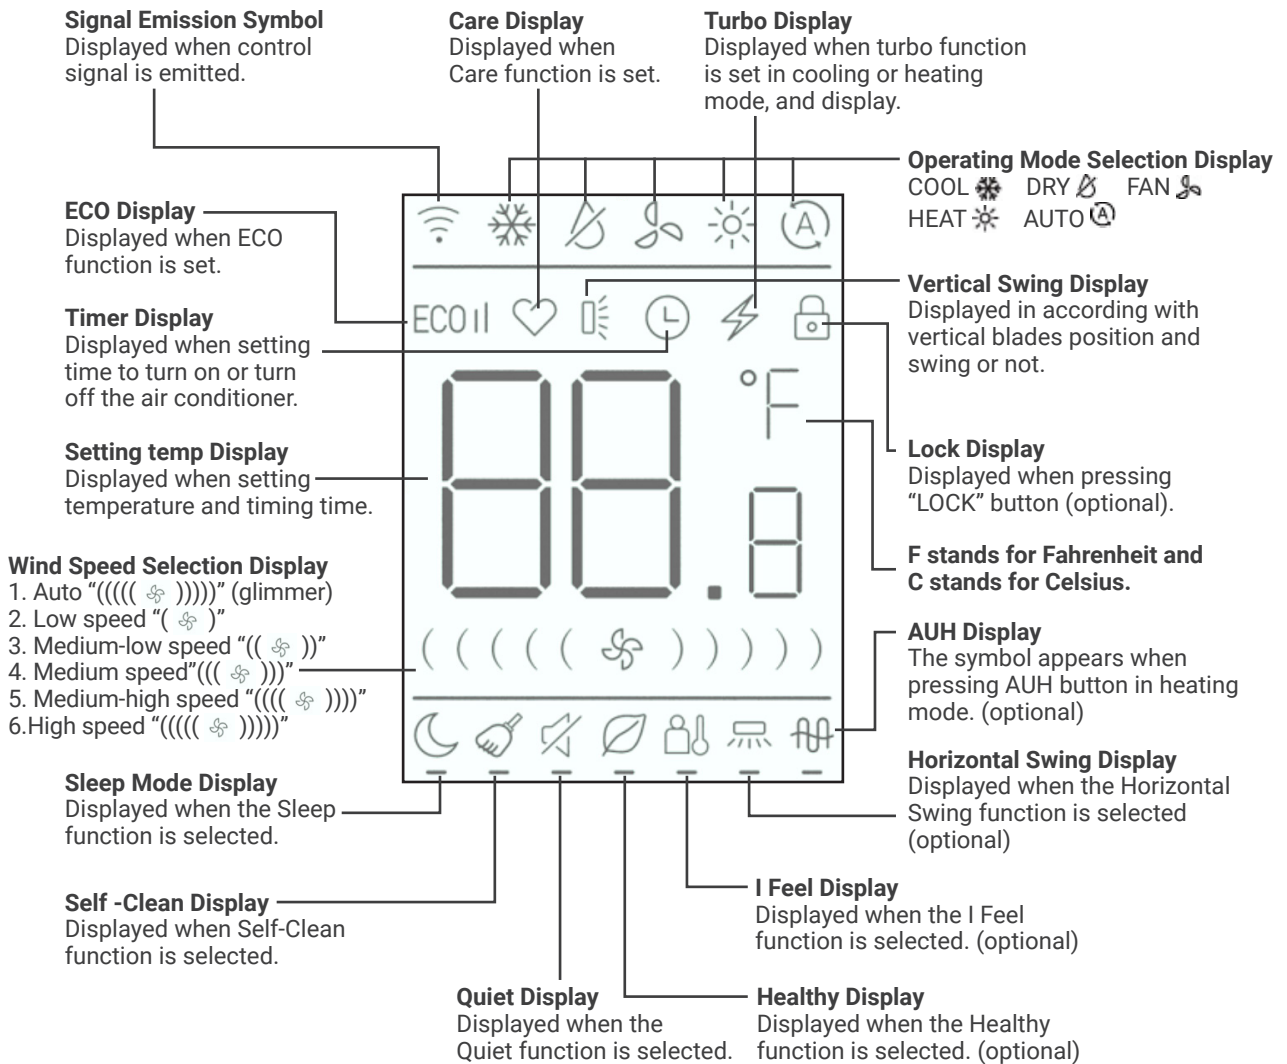 Signal Emission Symbol
Displayed when control
signal is emitted.
Care Display
Displayed when
Care function is set.
Turbo Display
Displayed when turbo function
is set in cooling or heating
mode, and display.
Operating Mode Selection Display
COOL DRY FAN
HEAT AUTO A
ECO Display
Displayed when ECO
function is set.
A
Vertical Swing Display
Displayed in according with
vertical blades position and
swing or not.
ECO
Timer Display
Displayed when setting
time to turn on or turn
off the air conditioner.
°F
88.8
Lock Display
Displayed when pressing
“LOCK” button (optional).
Setting temp Display
Displayed when setting
temperature and timing time.
F stands for Fahrenheit and
C stands for Celsius.
Wind Speed Selection Display
1. Auto “((((( )))))” (glimmer)
2. Low speed “( )”
3. Medium-low speed “(( ))”
4. Medium speed”((( )))”
5. Medium-high speed “(((( ))))”
6.High speed “((((( )))))”
( ( ( ( ( ) ) ) ) )
AUH Display
The symbol appears when
pressing AUH button in heating
mode. (optional)
Horizontal Swing Display
Displayed when the Horizontal
Swing function is selected
(optional)
Sleep Mode Display
Displayed when the Sleep
function is selected.
Self -Clean Display
Displayed when Self-Clean
function is selected.
I Feel Display
Displayed when the I Feel
function is selected. (optional)
Quiet Display
Displayed when the
Quiet function is selected.
Healthy Display
Displayed when the Healthy
function is selected. (optional)